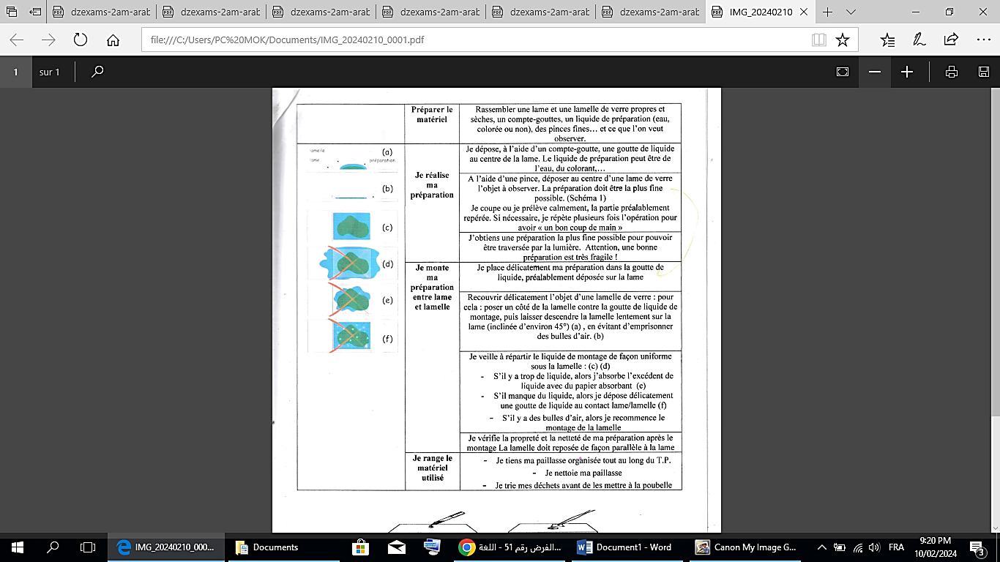 dzexams-2am-arab
dzexams-2am-arab
dzexams-2am-arab
dzexams-2am-arab
dzexams-2am-arab
dzexams-2am-arab
IMG_20240210
file:///C:/Users/PC%20MOK/Documents/IMG_20240210_0001.pdf
1 sur 1
Préparer le
matériel
Rassembler une lame et une lamelle de verre propres et
sèches, un compte-gouttes, un liquide de préparation (eau,
colorée ou non), des pinces fines… et ce que l'on veut
observer.
lamelle
lame
préparation
(a)
(b)
(c)
(d)
(e)
(f)
Je réalise
ma
préparation
Je dépose, à l'aide d'un compte-goutte, une goutte de liquide
au centre de la lame. Le liquide de préparation peut être de
l'eau, du colorant,…
A l'aide d'une pince, déposer au centre d'une lame de verre
l'objet à observer. La préparation doit être la plus fine
possible. (Schéma 1)
Je coupe ou je prélève calmement, la partie préalablement
repérée. Si nécessaire, je répète plusieurs fois l'opération pour
avoir « un bon coup de main »
J'obtiens une préparation la plus fine possible pour pouvoir
être traversée par la lumière. Attention, une bonne
préparation est très fragile !
Je monte
ma
préparation
entre lame
et lamelle
Je place délicatement ma préparation dans la goutte de
liquide, préalablement déposée sur la lame
Recouvrir délicatement l'objet d'une lamelle de verre : pour
cela : poser un côté de la lamelle contre la goutte de liquide de
montage, puis laisser descendre la lamelle lentement sur la
lame (inclinée d'environ 45°) (a) , en évitant d'emprisonner
des bulles d'air. (b)
Je veille à répartir le liquide de montage de façon uniforme
sous la lamelle : (c) (d)
- S'il y a trop de liquide, alors j'absorbe l'excédent de
liquide avec du papier absorbant (e)
- S'il manque du liquide, alors je dépose délicatement
une goutte de liquide au contact lame/lamelle (f)
- S'il y a des bulles d'air, alors je recommence le
montage de la lamelle
Je vérifie la propreté et la netteté de ma préparation après le
montage La lamelle doit reposée de façon parallèle à la lame
Je range le
matériel
utilisé
- Je tiens ma paillasse organisée tout au long du T.P.
- Je nettoie ma paillasse
- Je trie mes déchets avant de les mettre à la poubelle
IMG_20240210_000...
Documents
الفرض رقم 51 - اللغة...
Document1 - Word
Canon My Image G...
FRA
9:20 PM
10/02/2024
3